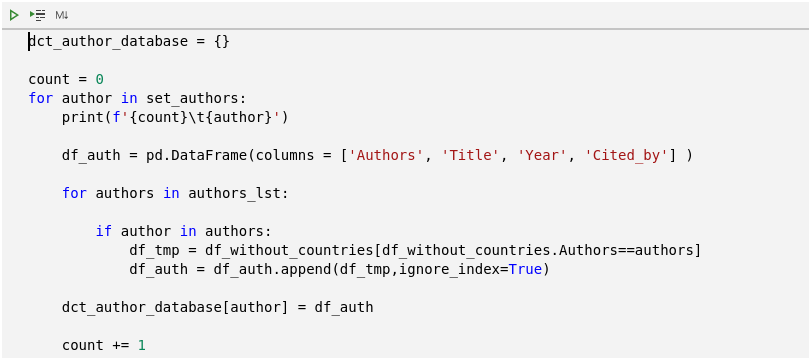 M↓
dct_author_database = {}
count = 0
for author in set_authors:
    print(f'{count}\t{author}')
    df_auth = pd.DataFrame(columns = ['Authors', 'Title', 'Year', 'Cited_by'] )
    for authors in authors_lst:
        if author in authors:
            df_tmp = df_without_countries[df_without_countries.Authors==authors]
            df_auth = df_auth.append(df_tmp,ignore_index=True)
    dct_author_database[author] = df_auth
    count += 1